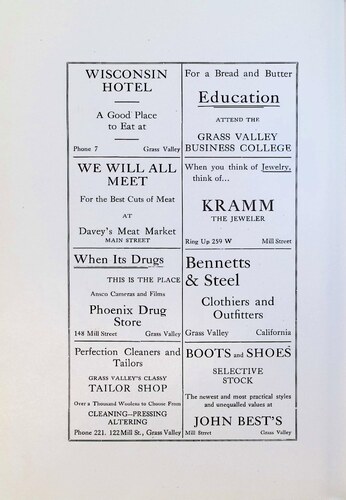 WISCONSIN
HOTEL
A Good Place
to Eat at
Phone 7 Grass Valley
For a Bread and Butter
Education
ATTEND THE
GRASS VALLEY
BUSINESS COLLEGE
WE WILL ALL
MEET
For the Best Cuts of Meat
AT
Davey's Meat Market
MAIN STREET
When you think of Jewelry,
think of...
KRAMM
THE JEWELER
Ring Up 259 W Mill Street
When Its Drugs
THIS IS THE PLACE
Ansco Cameras and Films
Phoenix Drug
Store
148 Mill Street Grass Valley
Bennetts
& Steel
Clothiers and
Outfitters
Grass Valley California
Perfection Cleaners and
Tailors
GRASS VALLEY'S CLASSY
TAILOR SHOP
Over a Thousand Woolens to Choose From
CLEANING--PRESSING
ALTERING
Phone 221. 122 Mill St., Grass Valley
BOOTS and SHOES
SELECTIVE
STOCK
The newest and most practical styles
and unequalled values at
JOHN BEST'S
Mill Street Grass Valley